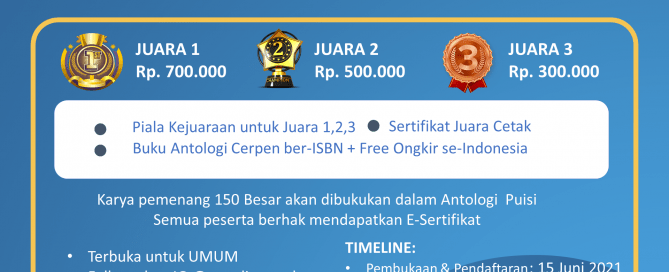 JUARA 1
Rp. 700.000
JUARA 2
Rp. 500.000
JUARA 3
Rp. 300.000
1
2
3
Piala Kejuaraan untuk Juara 1,2,3 ● Sertifikat Juara Cetak
Buku Antologi Cerpen ber-ISBN + Free Ongkir se-Indonesia
Karya pemenang 150 Besar akan dibukukan dalam Antologi Puisi
Semua peserta berhak mendapatkan E-Sertifikat
• Terbuka untuk UMUM
TIMELINE:
• Pembukaan & Pendaftaran : 15 Juni 2021